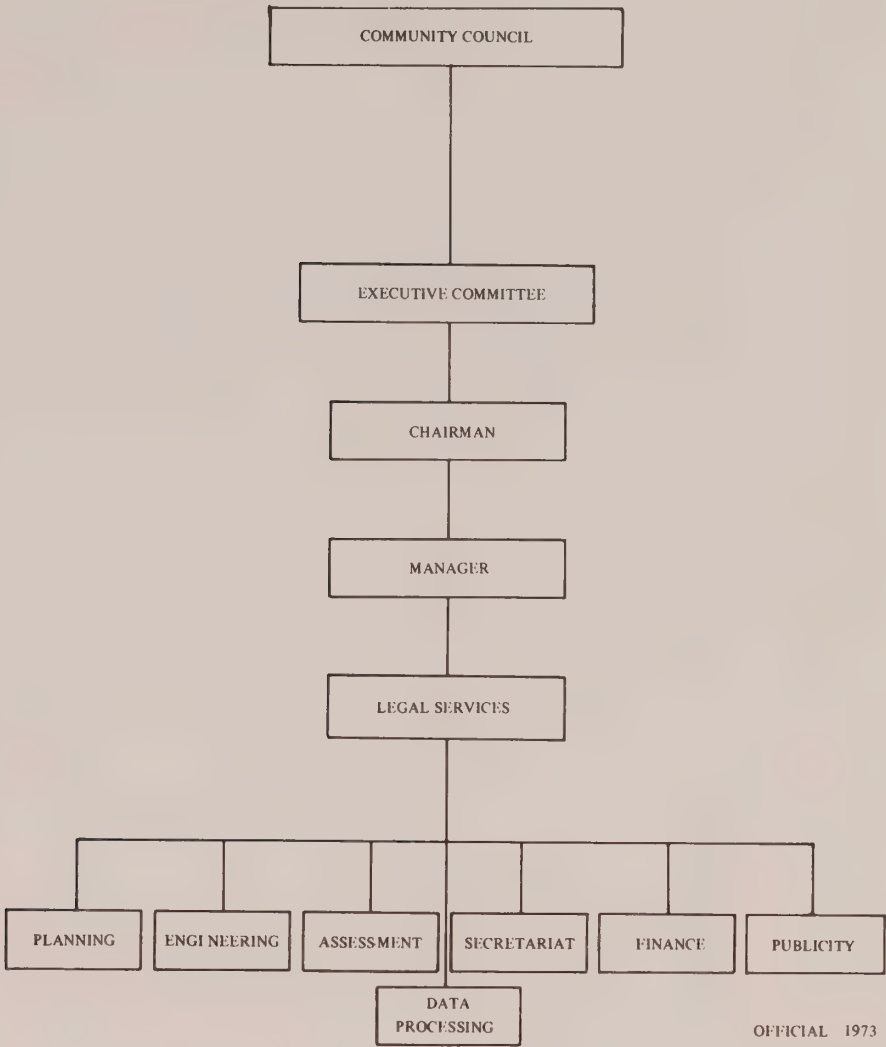 COMMUNITY COUNCIL
EXECUTIVE COMMITTEE
CHAIRMAN
MANAGER
LEGAL SERVICES
PLANNING
ENGINEERING
ASSESSMENT
SECRETARIAT
FINANCE
PUBLICITY
DATA
PROCESSING
OFFICIAL 1973